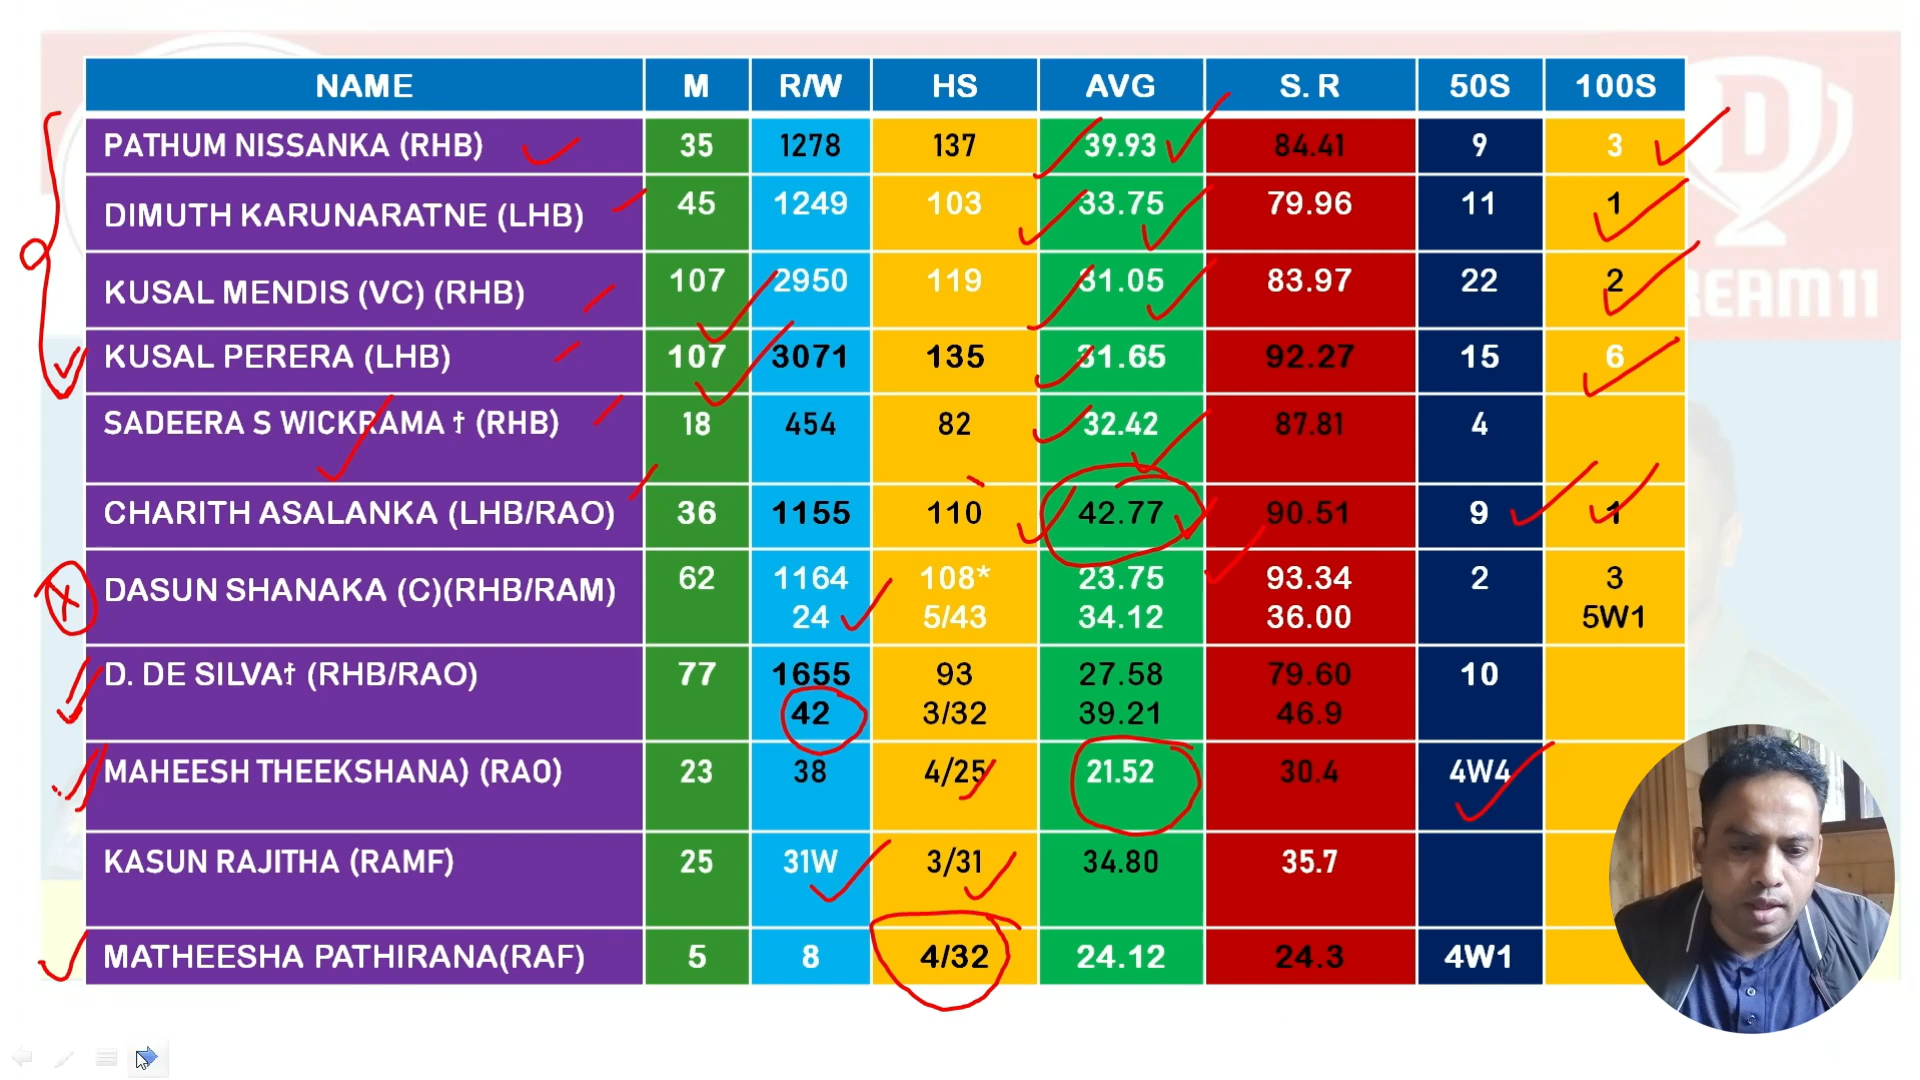 NAME M R/W HS AVG S. R 50S 100S
PATHUM NISSANKA (RHB) 35 1278 137 39.93 84.41 9 3
DIMUTH KARUNARATNE (LHB) 45 1249 103 33.75 79.96 11 1
KUSAL MENDIS (VC) (RHB) 107 2950 119 31.05 83.97 22 2
KUSAL PERERA (LHB) 107 3071 135 31.65 92.27 15 6
SADEERA S WICKRAMA † (RHB) 18 454 82 32.42 87.81 4
CHARITH ASALANKA (LHB/RAO) 36 1155 110 42.77 90.51 9 1
DASUN SHANAKA (C)(RHB/RAM) 62 1164 108* 23.75 93.34 2 3
24 5/43 34.12 36.00 5W1
D. DE SILVA† (RHB/RAO) 77 1655 93 27.58 79.60 10
42 3/32 39.21 46.9
MAHEESH THEEKSHANA) (RAO) 23 38 4/25 21.52 30.4 4W4
KASUN RAJITHA (RAMF) 25 31W 3/31 34.80 35.7
MATHEESHA PATHIRANA(RAF) 5 8 4/32 24.12 24.3 4W1
D
REAM11